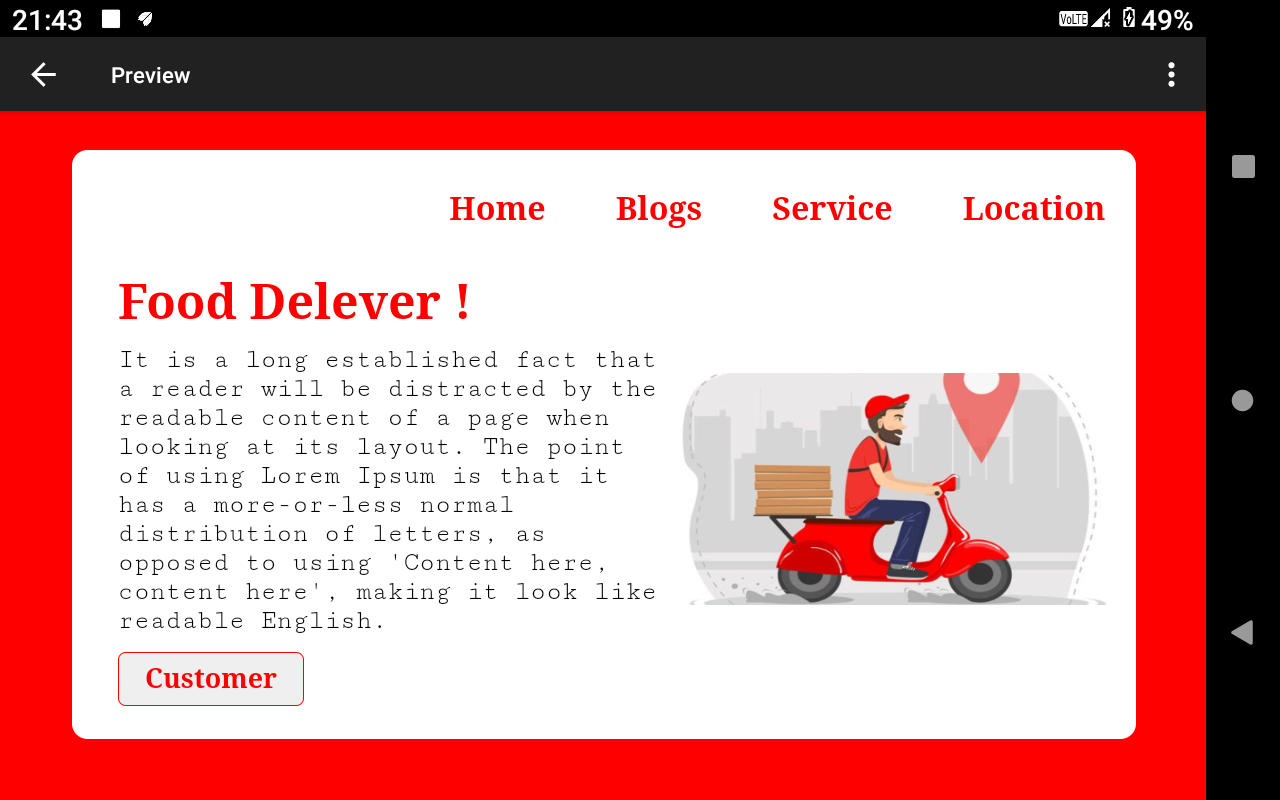 21:43 VoLTE 49%
Preview
Home Blogs Service Location
Food Delever !
It is a long established fact that
a reader will be distracted by the
readable content of a page when
looking at its layout. The point
of using Lorem Ipsum is that it
has a more-or-less normal
distribution of letters, as
opposed to using 'Content here,
content here', making it look like
readable English.
Customer